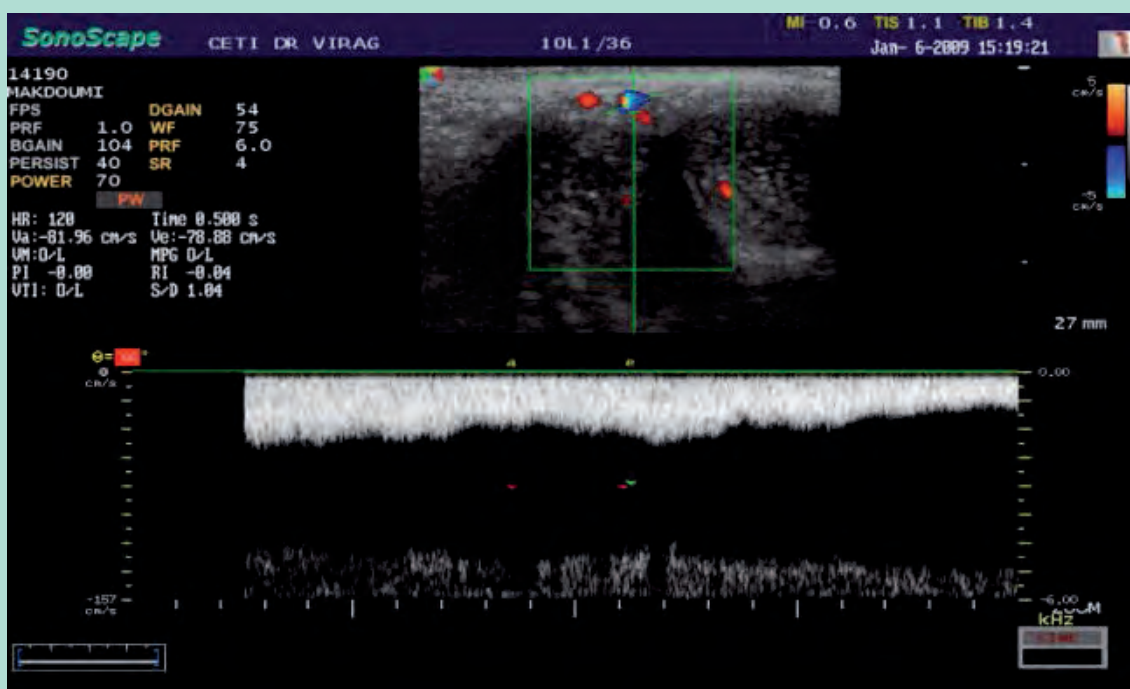 SonoScape CETI DR VIRAG 10L1/36
MI 0.6 TIS 1.1 TIB 1.4
Jan- 6-2009 15:19:21
14190
MAKDOUMI
FPS DGAIN 54
PRF 1.0 WF 75
BGAIN 104 PRF 6.0
PERSIST 40 SR 4
POWER 70
PW
HR: 120 Time 0.500 s
Va:-81.96 cm/s Ve:-78.88 cm/s
VM:O/L MPG O/L
PI -0.00 RI -0.04
VTI: O/L S/D 1.04
5
cm/s
-5
cm/s
27 mm
θ= °
0
cm/s
0.00
-157
cm/s
-6.00
kHz